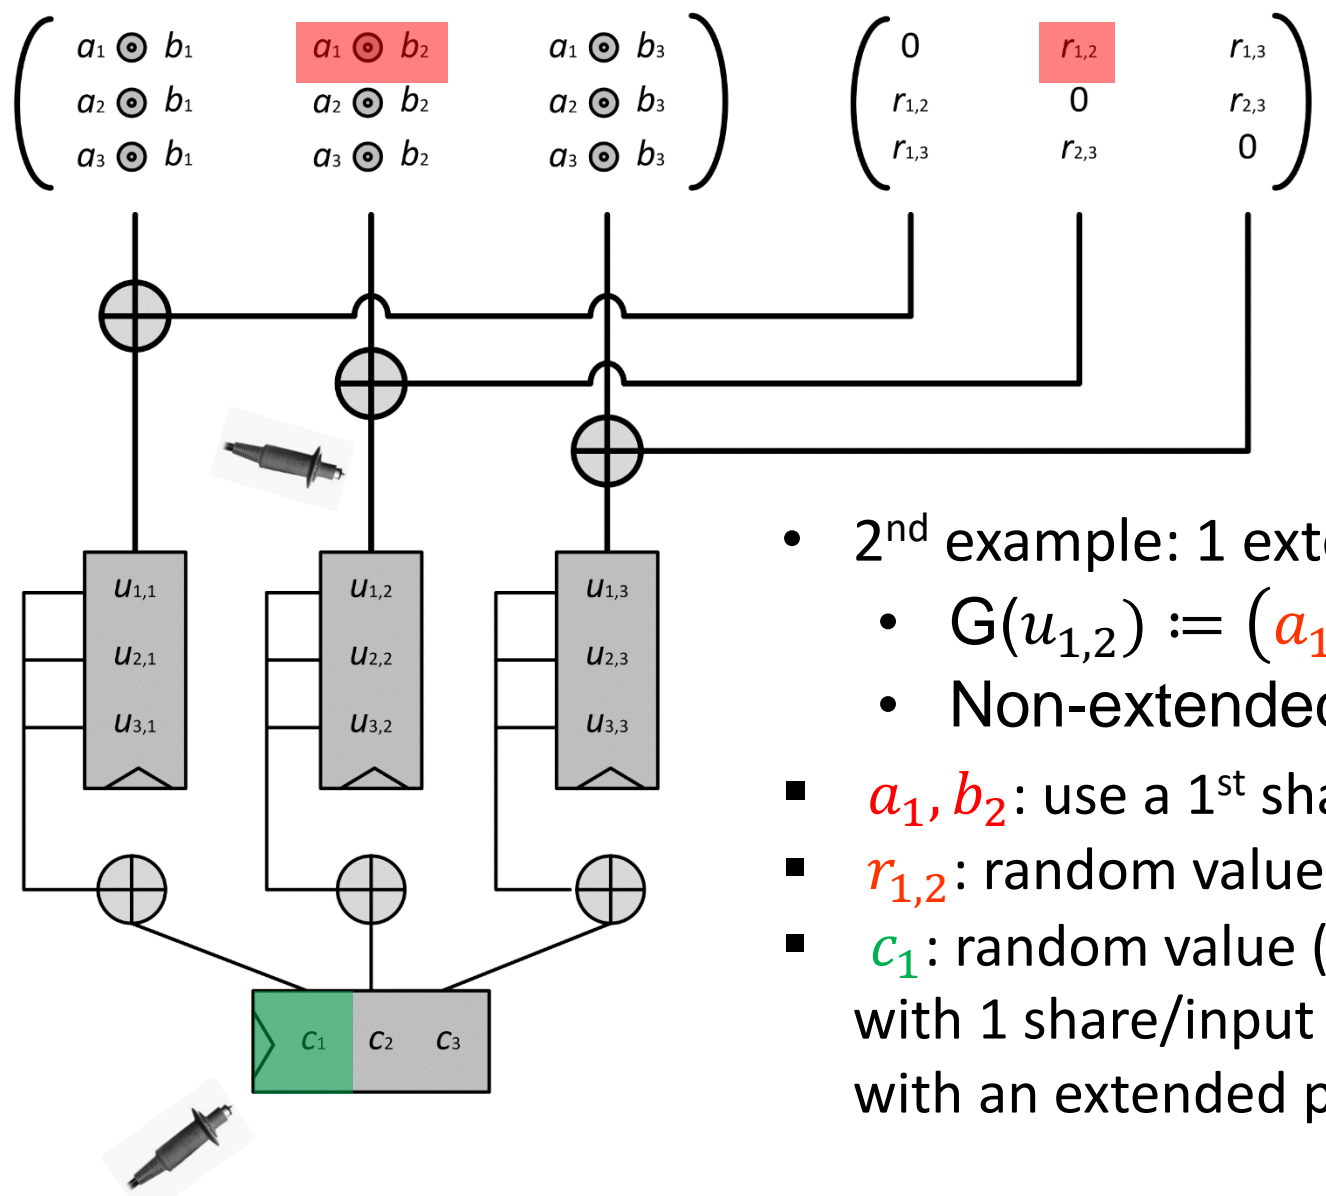 a₁ ⊙ b₁ a₁ ⊙ b₂ a₁ ⊙ b₃ 0 r₁,₂ r₁,₃
a₂ ⊙ b₁ a₂ ⊙ b₂ a₂ ⊙ b₃ r₁,₂ 0 r₂,₃
a₃ ⊙ b₁ a₃ ⊙ b₂ a₃ ⊙ b₃ r₁,₃ r₂,₃ 0
u₁,₁ u₁,₂ u₁,₃
u₂,₁ u₂,₂ u₂,₃
u₃,₁ u₃,₂ u₃,₃
c₁ c₂ c₃
• 2nd example: 1 exte
• G(u₁,₂) ≔ (a₁
• Non-extended
▪ a₁, b₂: use a 1st sha
▪ r₁,₂: random value
▪ c₁: random value (
with 1 share/input
with an extended p